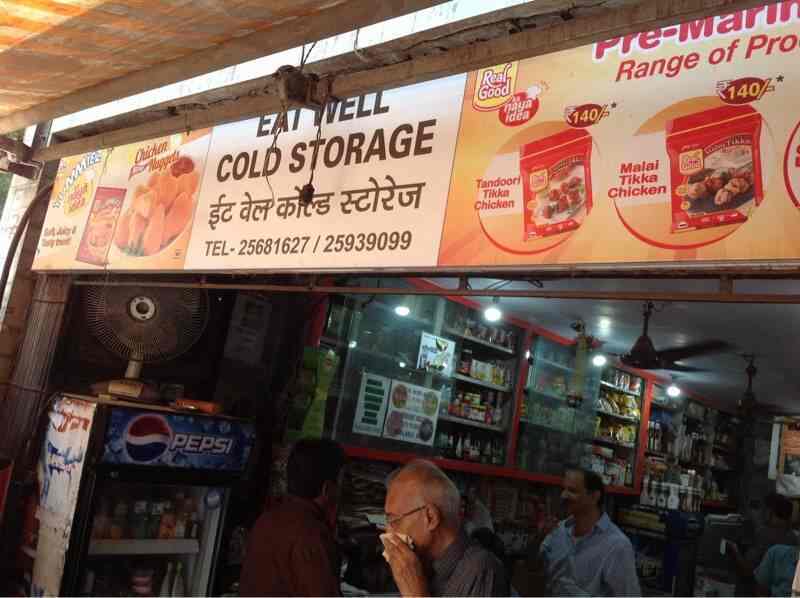 EAT WELL
COLD STORAGE
ईट वेल कोल्ड स्टोरेज
TEL- 25681627 / 25939099
Chicken
Nuggets
Real
Good
naya
idea
Pre-Marin
Range of Pro
140/-*
Tandoori
Tikka
Chicken
140/-*
Malai
Tikka
Chicken
PEPSI